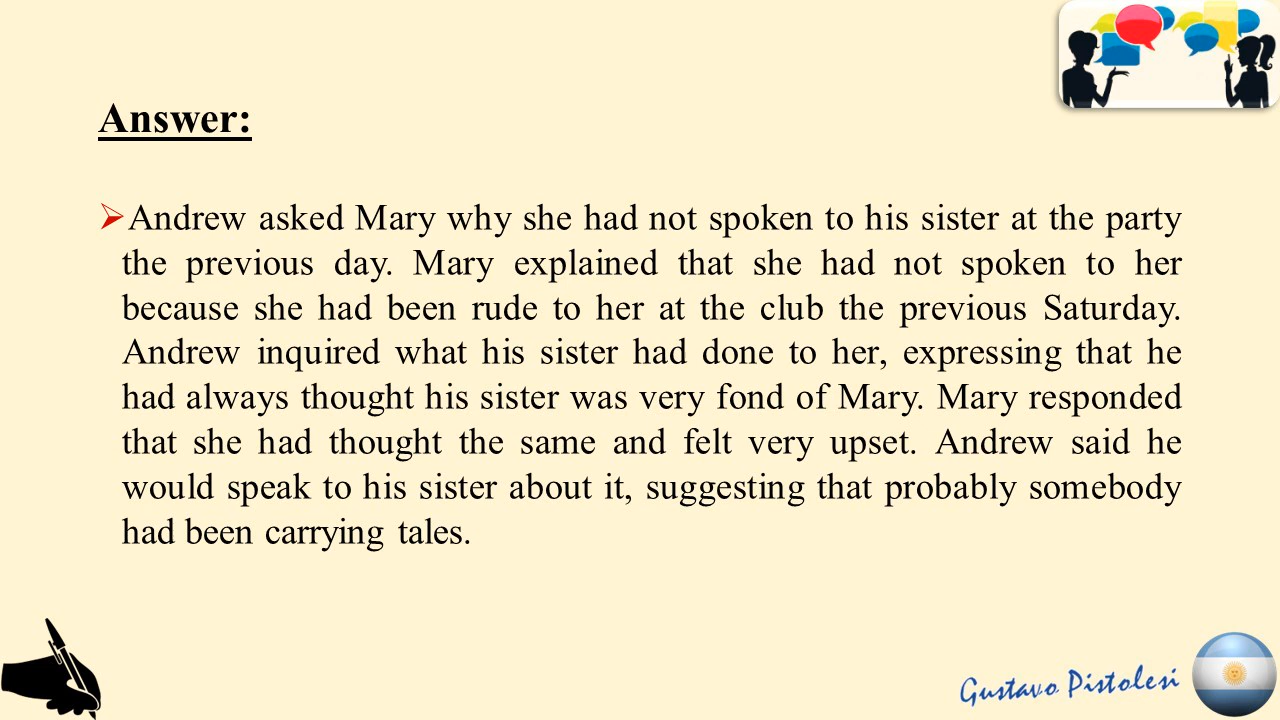 Answer:
Andrew asked Mary why she had not spoken to his sister at the party
the previous day. Mary explained that she had not spoken to her
because she had been rude to her at the club the previous Saturday.
Andrew inquired what his sister had done to her, expressing that he
had always thought his sister was very fond of Mary. Mary responded
that she had thought the same and felt very upset. Andrew said he
would speak to his sister about it, suggesting that probably somebody
had been carrying tales.
Gustavo Pistolesi